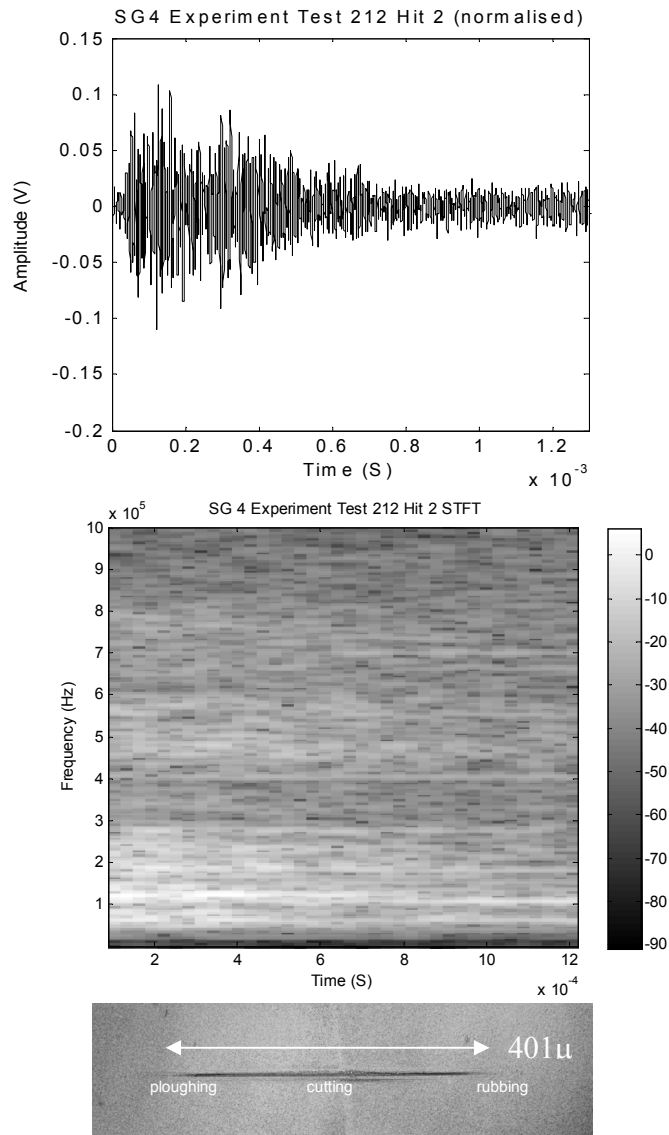 SG4 Experiment Test 212 Hit 2 (normalised)
0.15
0.1
0.05
0
-0.05
-0.1
-0.15
-0.2
Amplitude (V)
0 0.2 0.4 0.6 0.8 1 1.2
Time (S)
x 10-3
x 105
SG 4 Experiment Test 212 Hit 2 STFT
10
9
8
7
6
5
4
3
2
1
Frequency (Hz)
2 4 6 8 10 12
Time (S)
x 10-4
0
-10
-20
-30
-40
-50
-60
-70
-80
-90
401µ
ploughing cutting rubbing